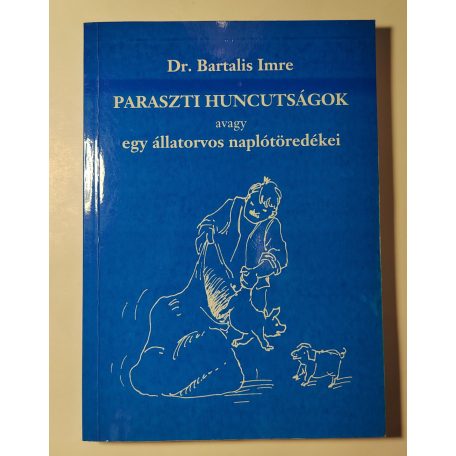 Dr. Bartalis Imre
PARASZTI HUNCUTSÁGOK
avagy
egy állatorvos naplótöredékei